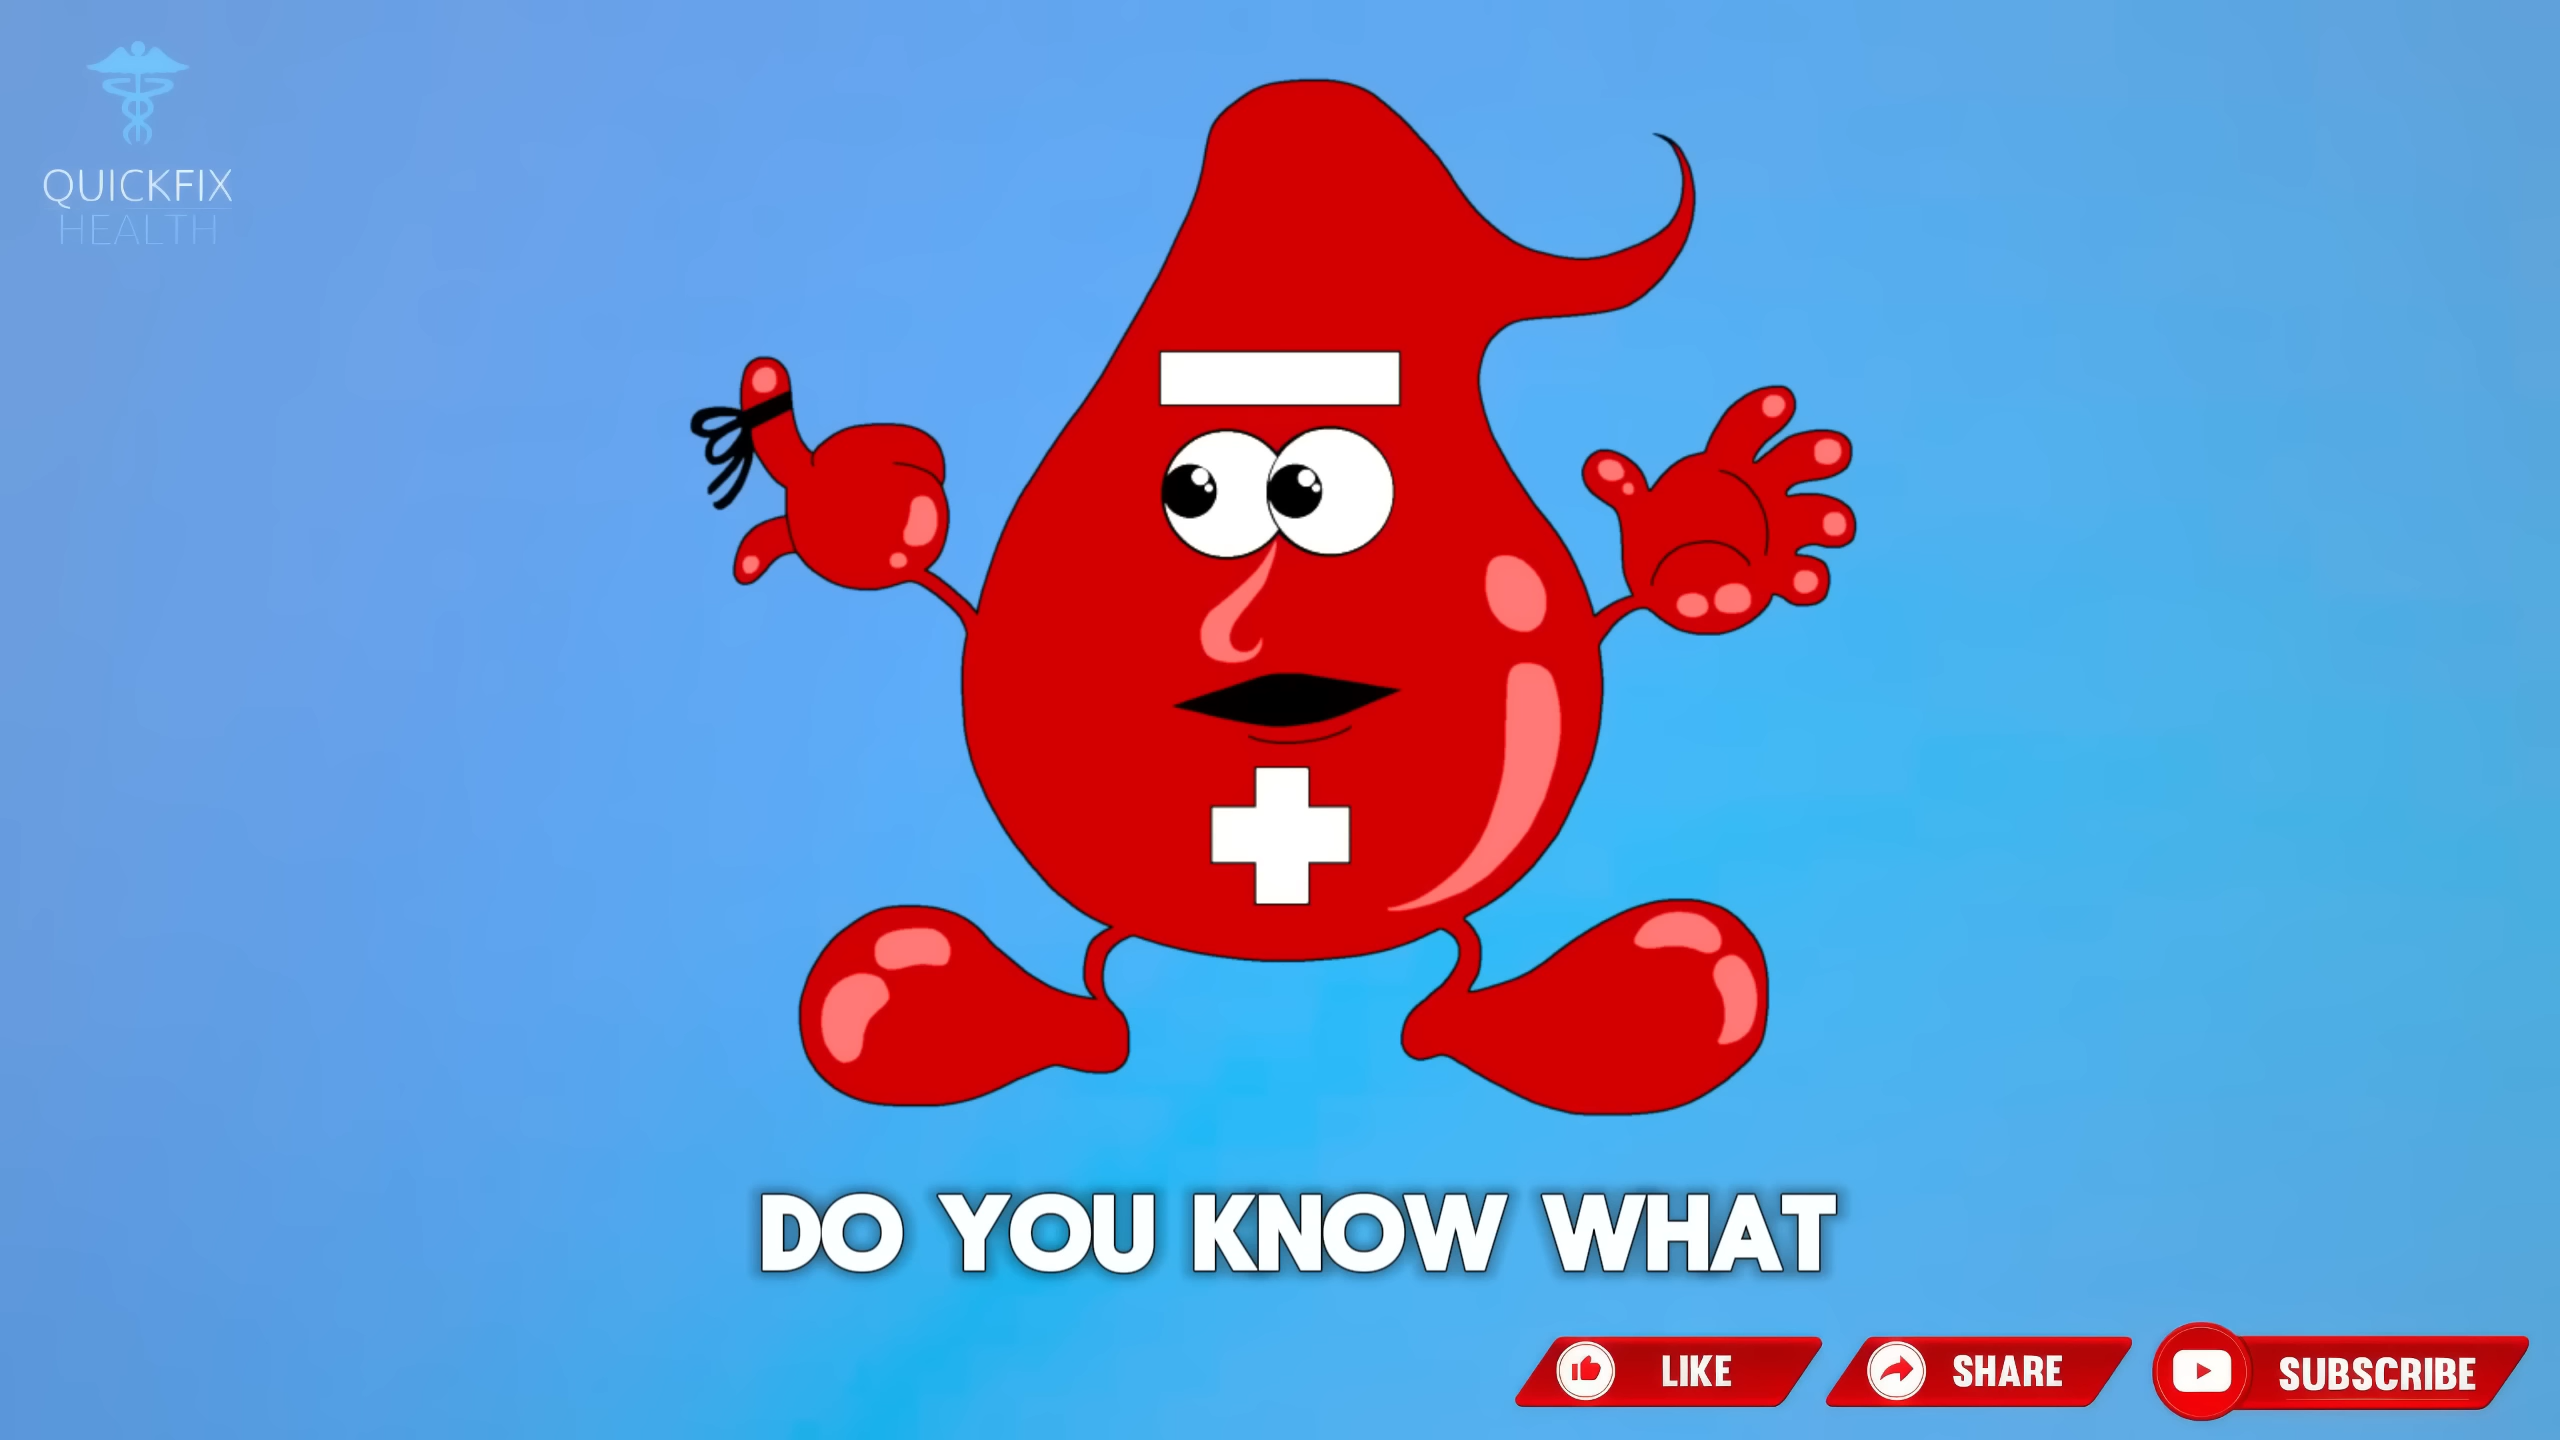 QUICKFIX
HEALTH
DO YOU KNOW WHAT
LIKE
SHARE
SUBSCRIBE